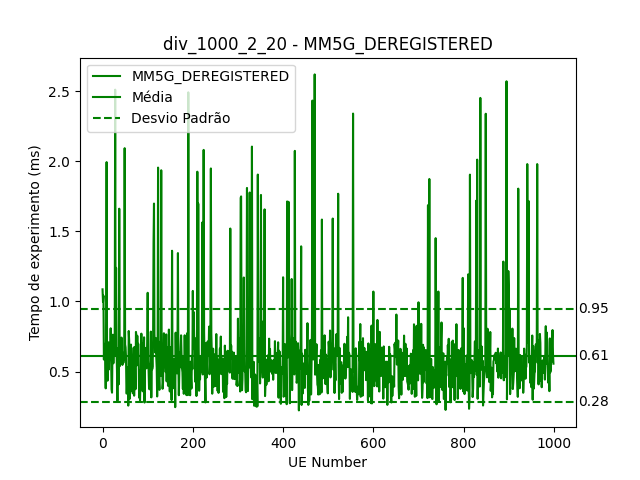 div_1000_2_20 - MM5G_DEREGISTERED
MM5G_DEREGISTERED
Média
Desvio Padrão
Tempo de experimento (ms)
2.5
2.0
1.5
1.0
0.5
0.95
0.61
0.28
0
200
400
600
800
1000
UE Number